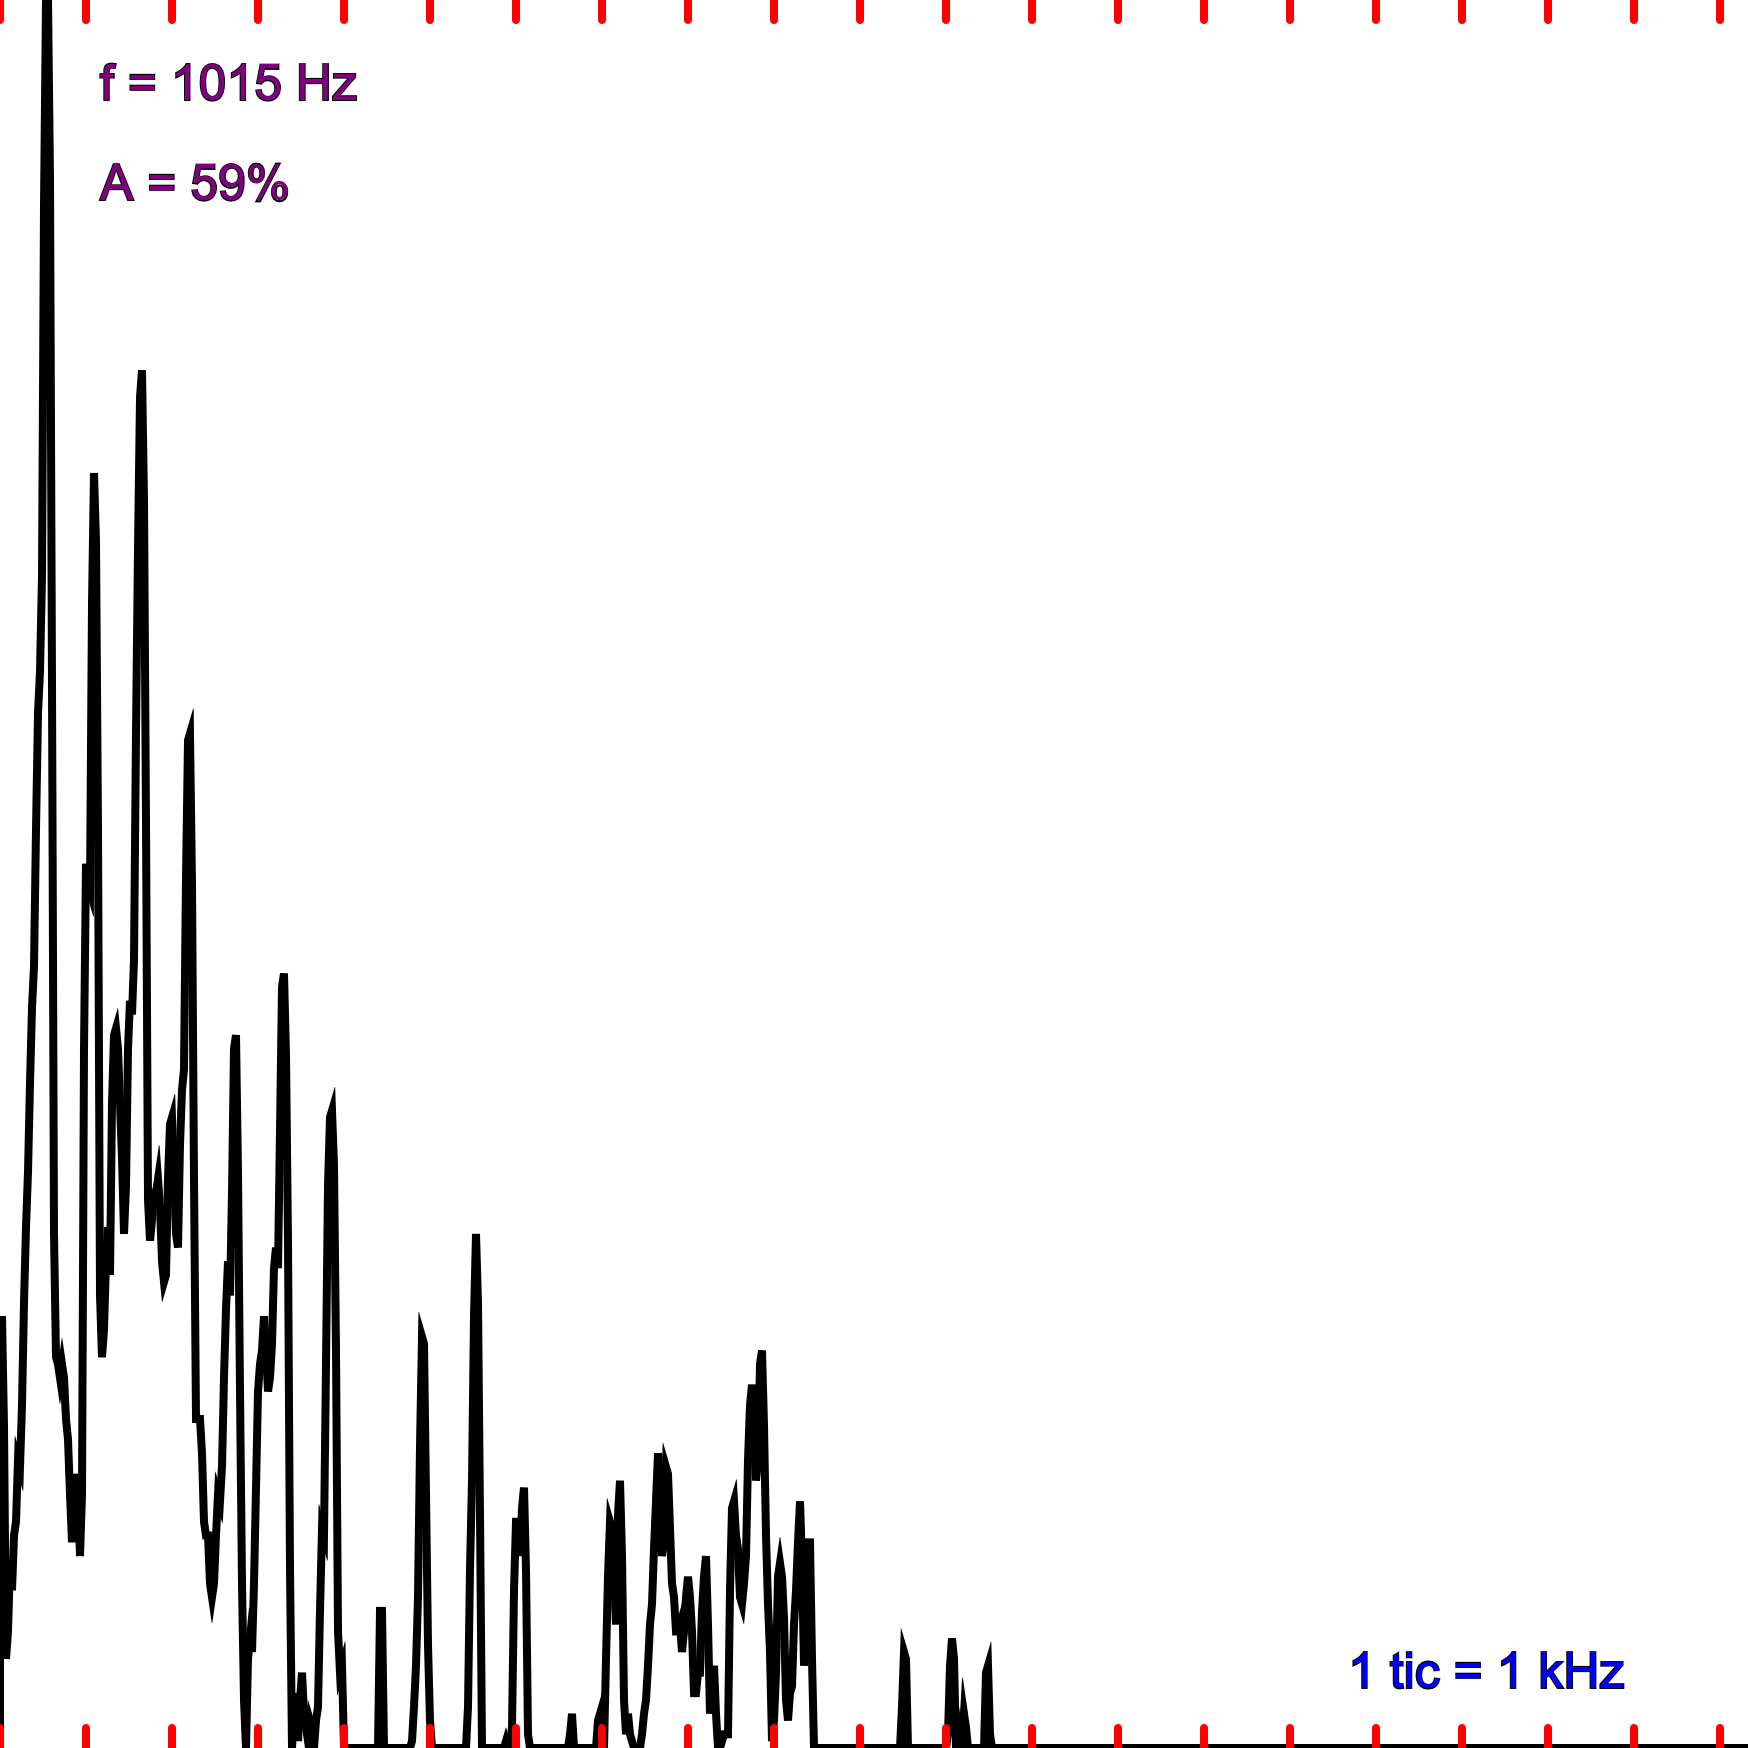 f = 1015 Hz
A = 59%
1 tic = 1 kHz